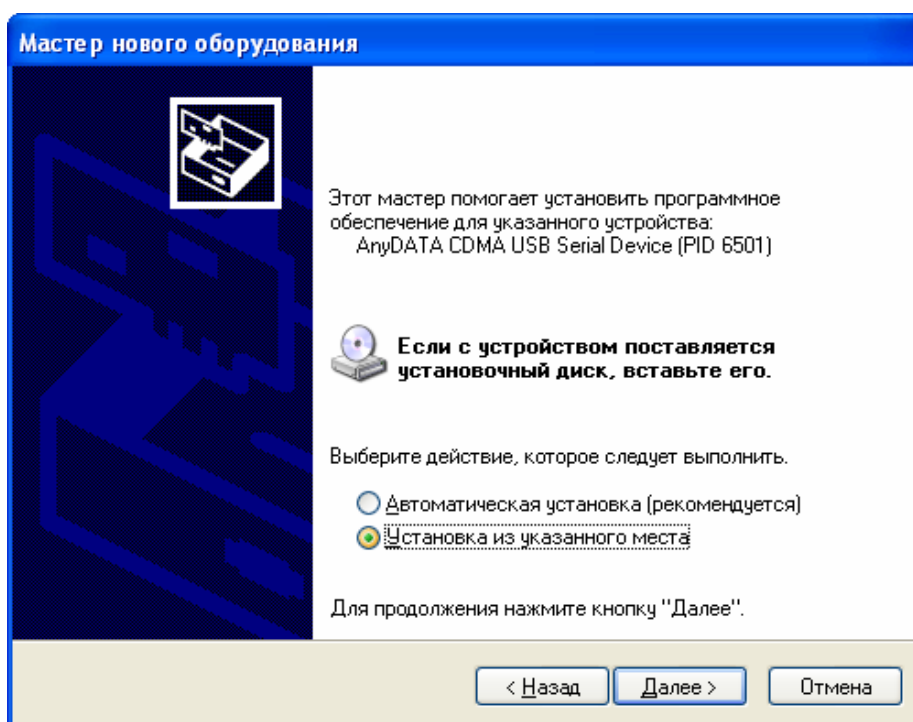 Мастер нового оборудования
Этот мастер помогает установить программное
обеспечение для указанного устройства:
AnyDATA CDMA USB Serial Device (PID 6501)
Если с устройством поставляется
установочный диск, вставьте его.
Выберите действие, которое следует выполнить.
Автоматическая установка (рекомендуется)
Установка из указанного места
Для продолжения нажмите кнопку "Далее".
< Назад Далее > Отмена